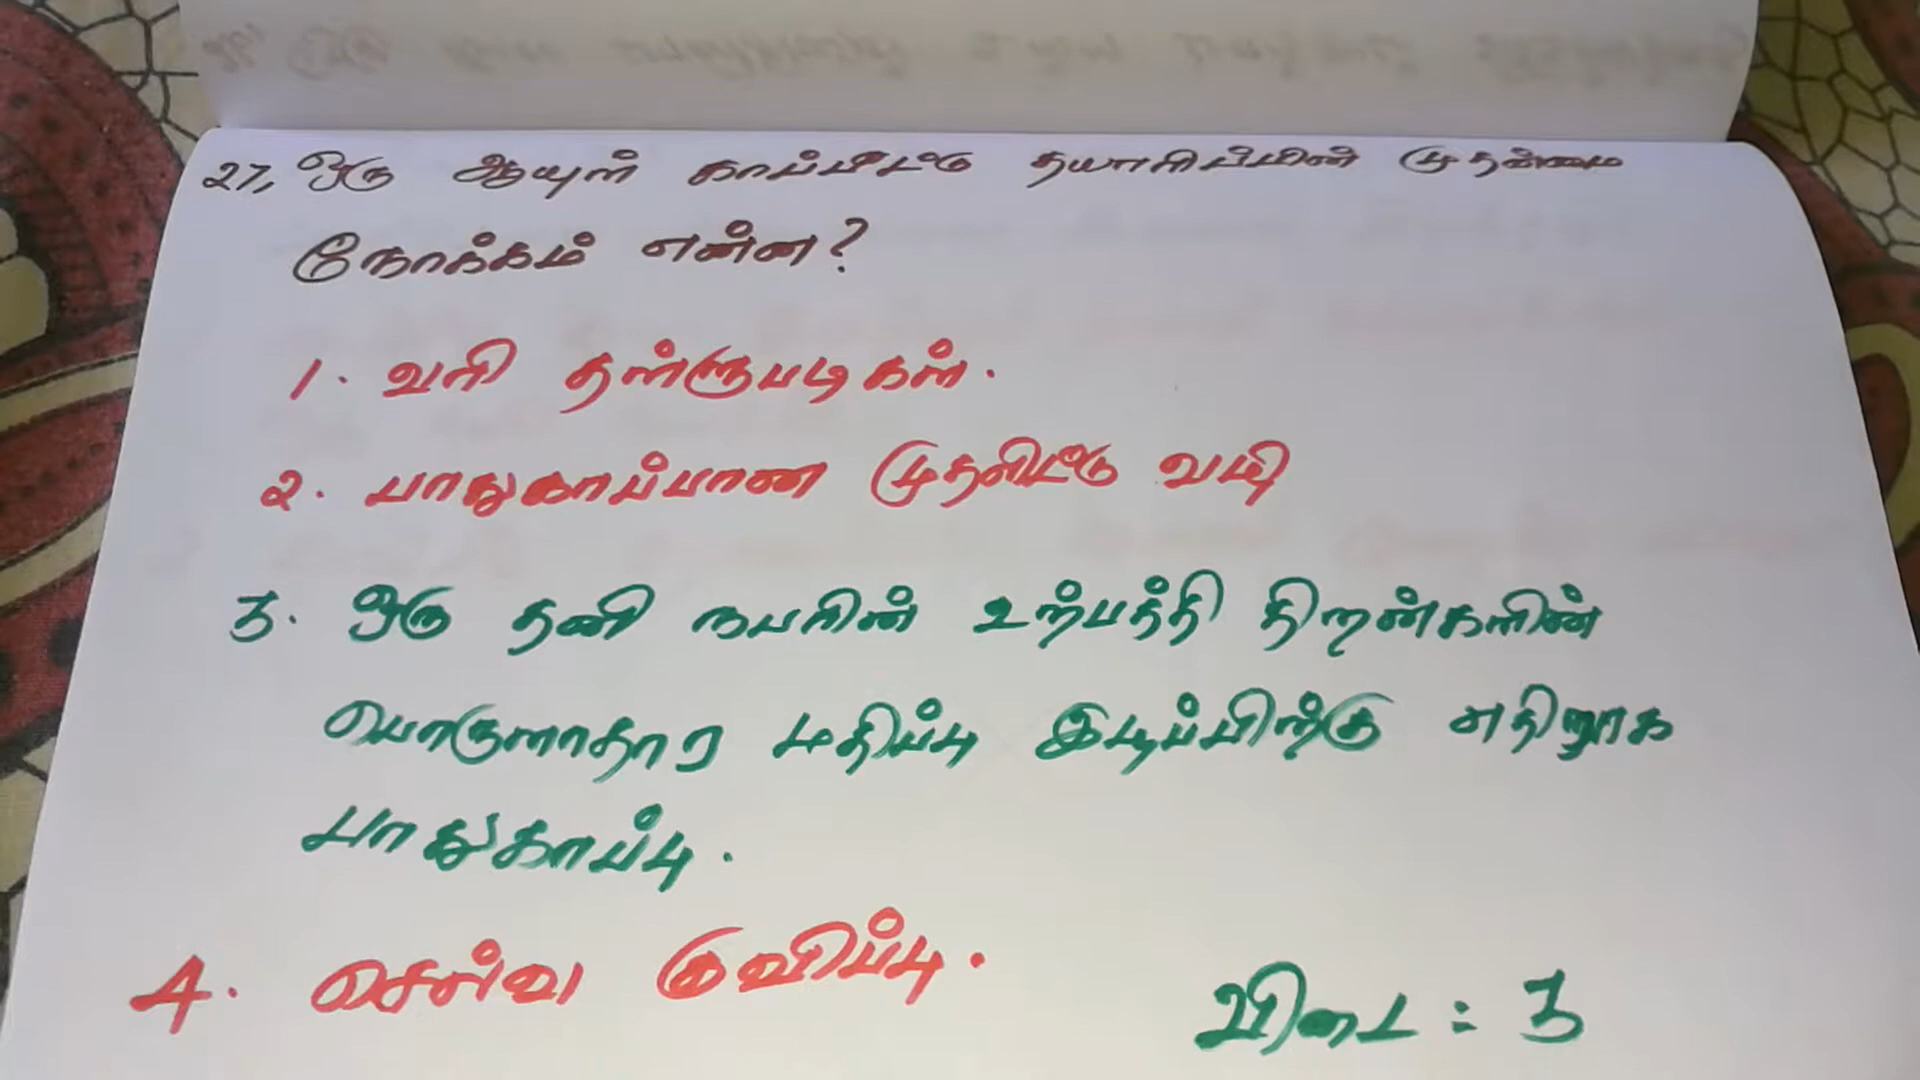 27, ஒரு ஆயுள் காப்பீட்டு தயாரிப்பின் முதன்மை
நோக்கம் என்ன?
1. வரி தள்ளுபடிகள்.
2. பாதுகாப்பான முதலீட்டு வழி
3. ஒரு தனி நபரின் உற்பத்தி திறன்களின்
பொருளாதார மதிப்பு இடிப்பிற்கு எதிறாக
பாதுகாப்பு.
4. செல்வ குவிப்பு.
விடை : 3